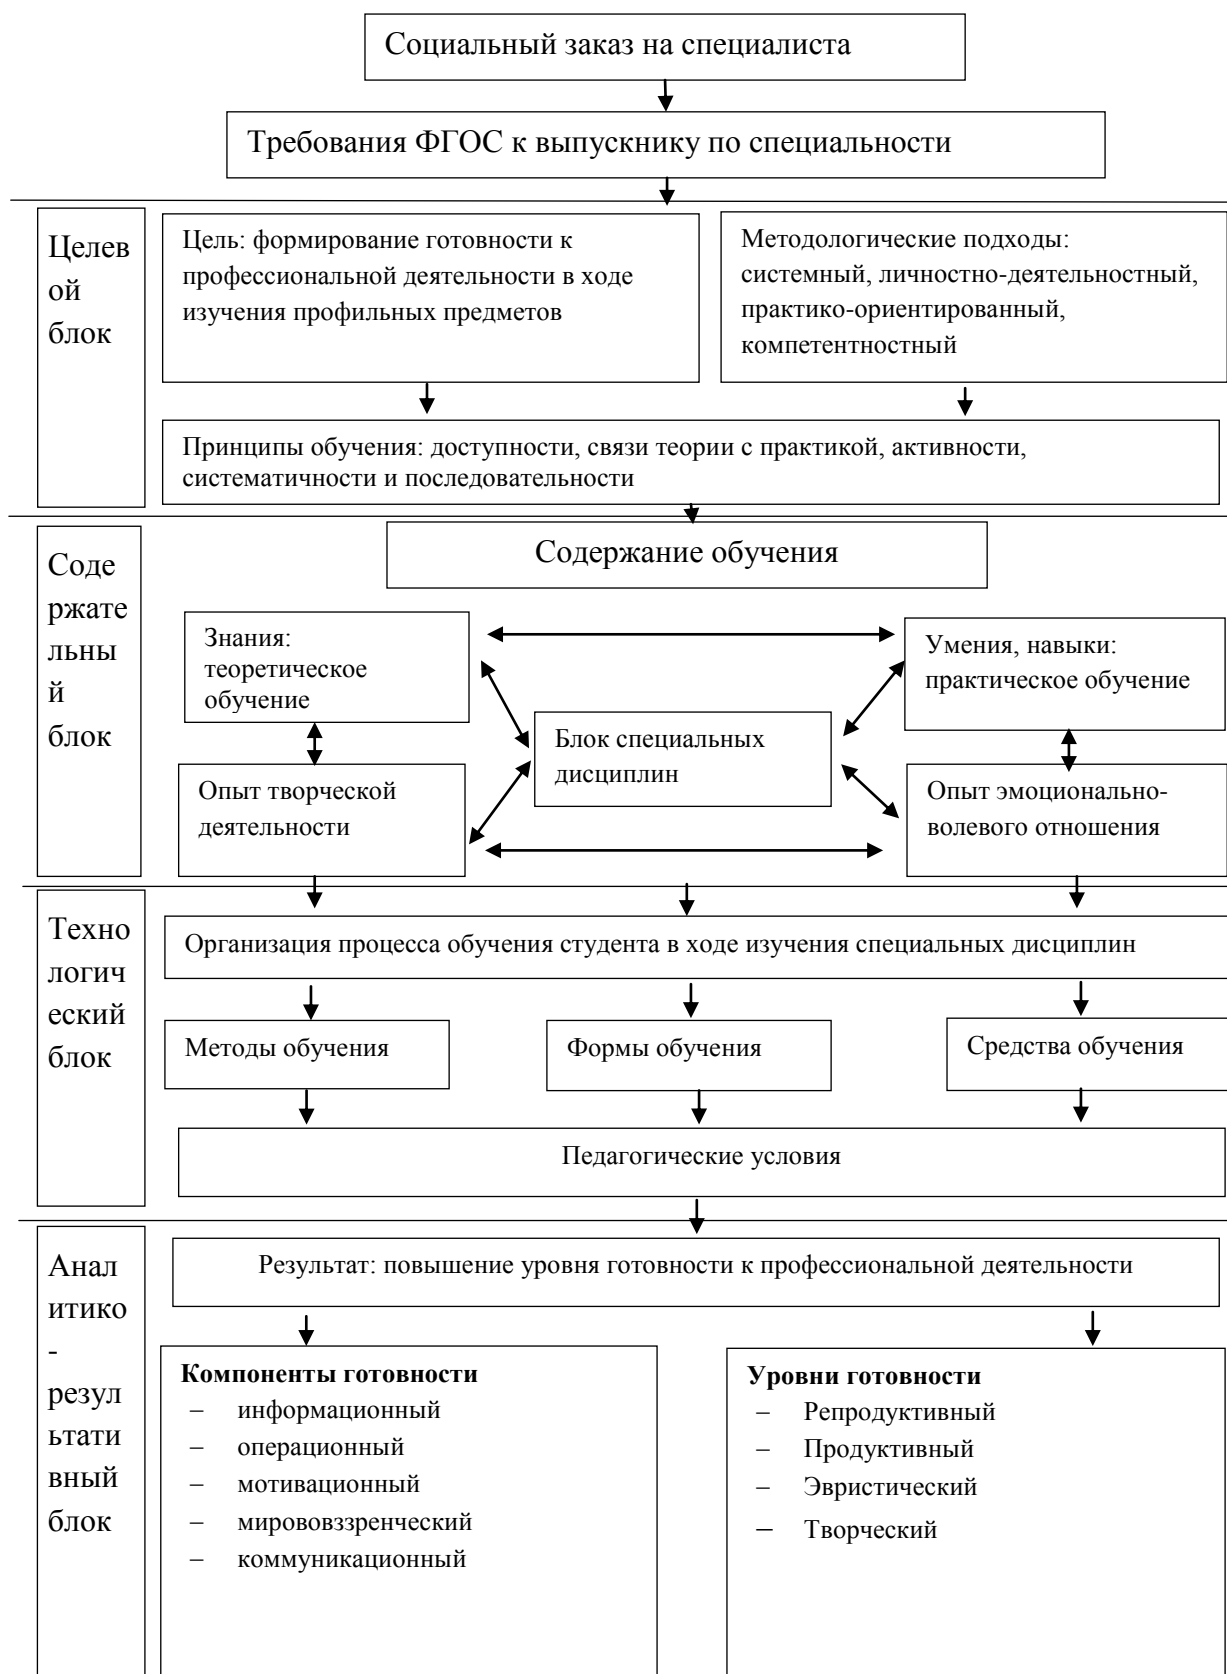 Социальный заказ на специалиста
Требования ФГОС к выпускнику по специальности
Целев
ой
блок
Цель: формирование готовности к
профессиональной деятельности в ходе
изучения профильных предметов
Методологические подходы:
системный, личностно-деятельностный,
практико-ориентированный,
компетентностный
Принципы обучения: доступности, связи теории с практикой, активности,
систематичности и последовательности
Соде
ржате
льны
й
блок
Содержание обучения
Знания:
теоретическое
обучение
Умения, навыки:
практическое обучение
Блок специальных
дисциплин
Опыт творческой
деятельности
Опыт эмоционально-
волевого отношения
Техно
логич
еский
блок
Организация процесса обучения студента в ходе изучения специальных дисциплин
Методы обучения
Формы обучения
Средства обучения
Педагогические условия
Анал
итико
-
резул
ьтати
вный
блок
Результат: повышение уровня готовности к профессиональной деятельности
Компоненты готовности
– информационный
– операционный
– мотивационный
– мирововззренческий
– коммуникационный
Уровни готовности
– Репродуктивный
– Продуктивный
– Эвристический
– Творческий